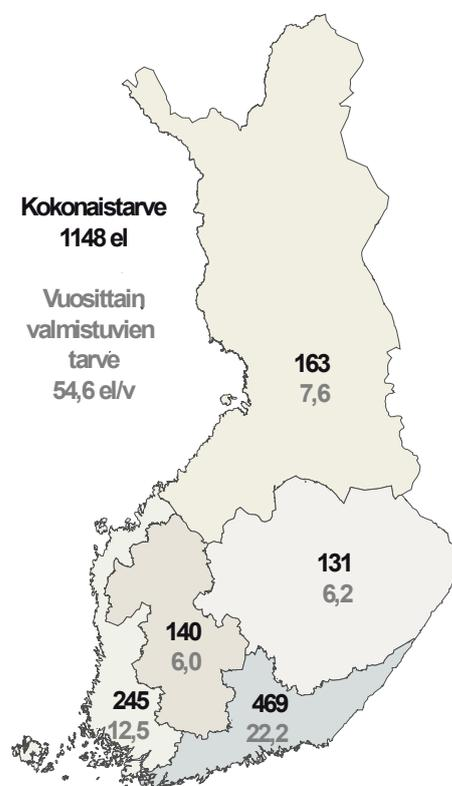 Kokonaistarve
1148 el
Vuosittain
valmistuvien
tarve
54,6 el/v
163
7,6
131
6,2
140
6,0
245
12,5
469
22,2